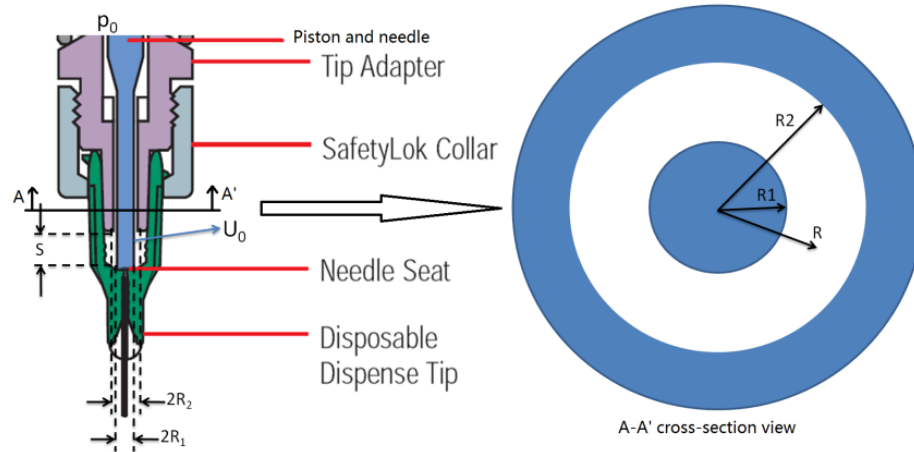 p₀
Piston and needle
Tip Adapter
SafetyLok Collar
A
A'
U₀
S
Needle Seat
Disposable
Dispense Tip
2R₂
2R₁
R2
R1
R
A-A' cross-section view